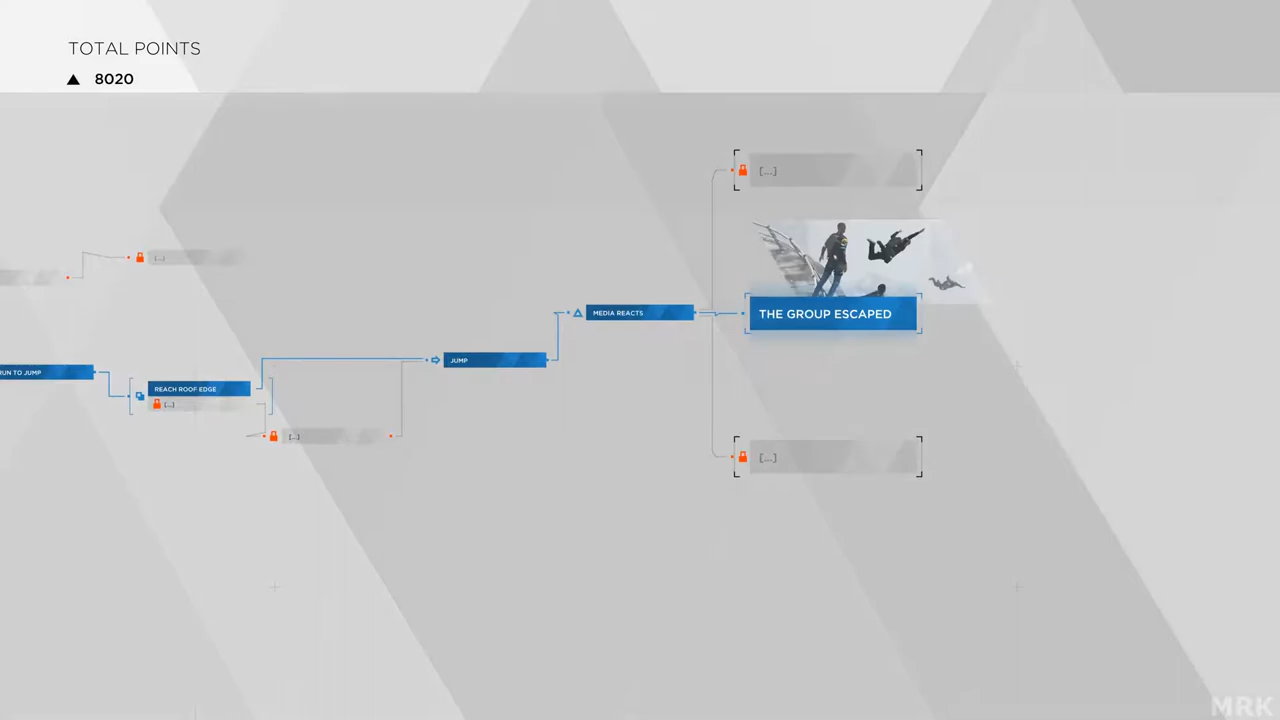 TOTAL POINTS
▲ 8020
[...]
[...]
THE GROUP ESCAPED
MEDIA REACTS
JUMP
RUN TO JUMP
REACH ROOF EDGE
[...]
[...]
[...]
MRK